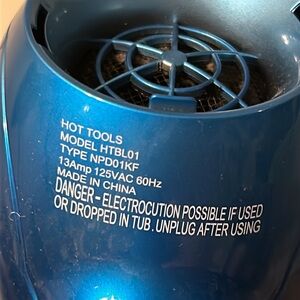 HOT TOOLS
MODEL HTBL01
TYPE NPD01KF
13Amp 125VAC 60Hz
MADE IN CHINA
DANGER - ELECTROCUTION POSSIBLE IF USED
OR DROPPED IN TUB. UNPLUG AFTER USING